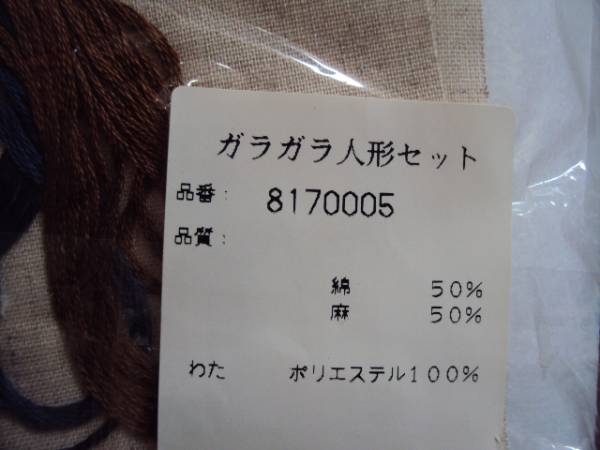 ガラガラ人形セット
品番: 8170005
品質:
綿 50%
麻 50%
わた ポリエステル100%